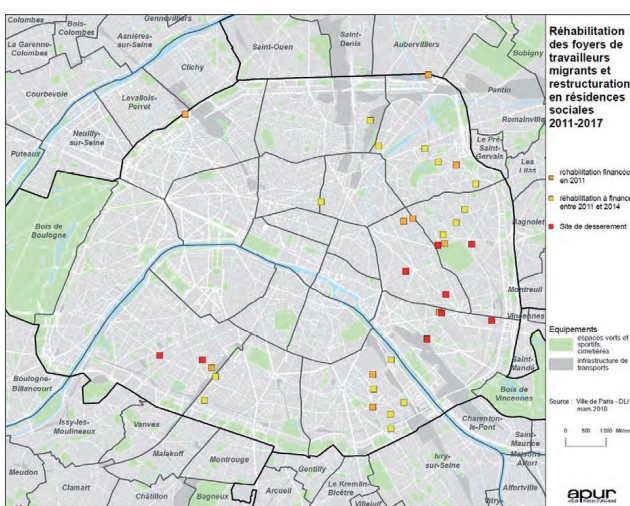 Colombes
Bois-
Colombes
Gennevilliers
Asnières-
sur-Seine
Saint-Ouen
Saint-
Denis
Aubervilliers
La Garenne-
Colombes
Clichy
Bobigny
Courbevoie
Levallois-
Perret
Pantin
Romainville
Neuilly-
sur-Seine
Le Pré-
Saint-
Gervais
Puteaux
Les
Lilas
Bois de
Boulogne
Bagnolet
Montreuil
Vincennes
Saint-
Mandé
Boulogne-
Billancourt
Bois de
Vincennes
Issy-les-
Moulineaux
Vanves
Charenton-
le-Pont
Malakoff
Montrouge
Gentilly
Ivry-
sur-Seine
Saint-
Maurice
Maisons
Alfort
Meudon
Clamart
Châtillon
Bagneux
Arcueil
Le Kremlin-
Bicêtre
Villejuif
Alfortville
Vitry-
Réhabilitation
des foyers de
travailleurs
migrants et
restructuration
en résidences
sociales
2011-2017
réhabilitation financée
en 2011
réhabilitation à finance
entre 2011 et 2014
Site de desserrement
Equipements
espaces verts et
sportifs,
cimetières
infrastructure de
transports
Source : Ville de Paris - DLH
mars 2010
0 500 1 000 Mètres
apur